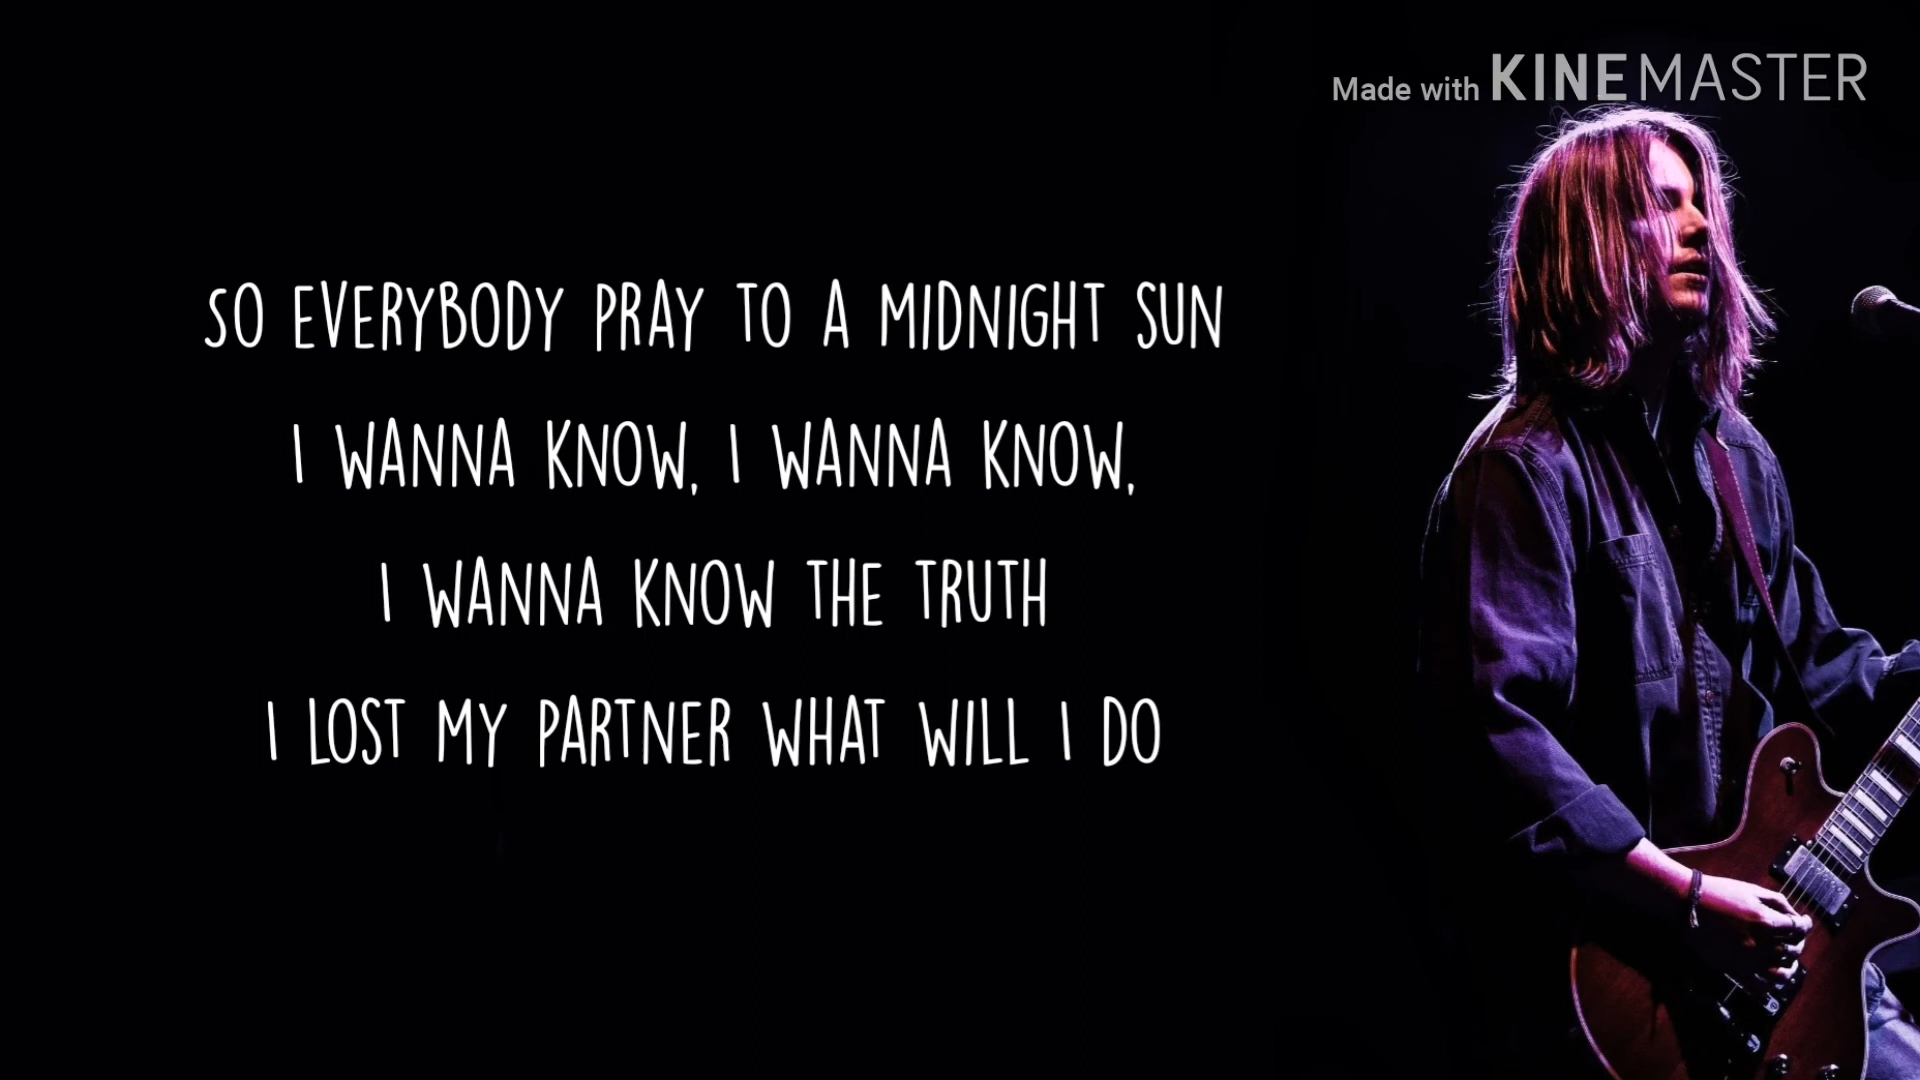 Made with KINEMASTER
SO EVERYBODY PRAY TO A MIDNIGHT SUN
I WANNA KNOW, I WANNA KNOW,
I WANNA KNOW THE TRUTH
I LOST MY PARTNER WHAT WILL I DO